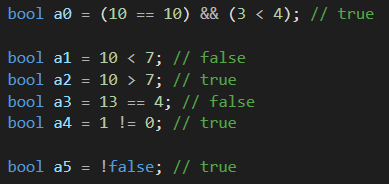 bool a0 = (10 == 10) && (3 < 4); // true
bool a1 = 10 < 7; // false
bool a2 = 10 > 7; // true
bool a3 = 13 == 4; // false
bool a4 = 1 != 0; // true
bool a5 = !false; // true